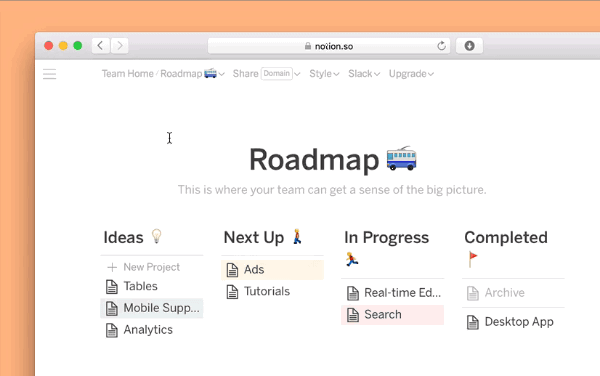 notion.so
Team Home / Roadmap 🚎 Share Domain Style Slack Upgrade
Roadmap 🚎
This is where your team can get a sense of the big picture.
Ideas 💡
New Project
Tables
Mobile Supp...
Analytics
Next Up 🚶
Ads
Tutorials
In Progress 🏃
Real-time Ed...
Search
Completed 🚩
Archive
Desktop App